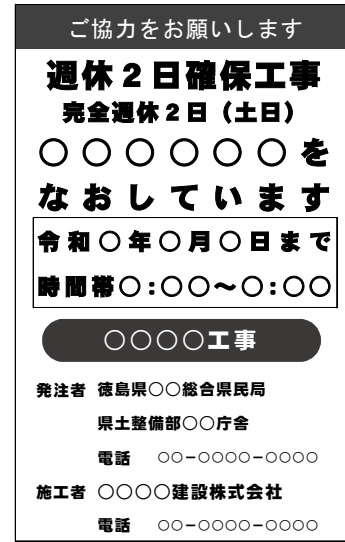 ご協力をお願いします
週休２日確保工事
完全週休２日（土日）
○○○○○○を
なおしています
令和○年○月○日まで
時間帯○:○○~○:○○
○○○○工事
発注者 徳島県○○総合県民局
県土整備部○○庁舎
電話 ○○-○○○○-○○○○
施工者 ○○○○建設株式会社
電話 ○○-○○○○-○○○○